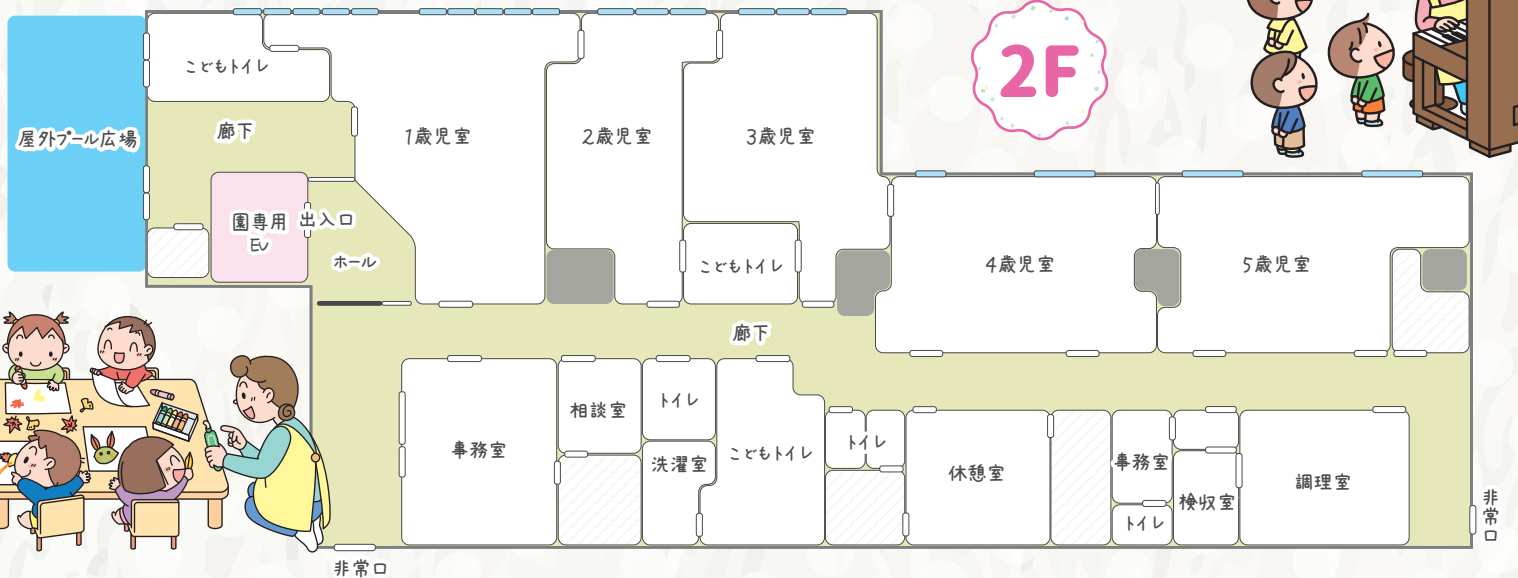 2F
こどもトイレ
屋外プール広場
廊下
1歳児室
2歳児室
3歳児室
園専用
EV
出入口
ホール
こどもトイレ
4歳児室
5歳児室
廊下
事務室
相談室
トイレ
洗濯室
こどもトイレ
トイレ
休憩室
事務室
トイレ
検収室
調理室
非常口
非常口